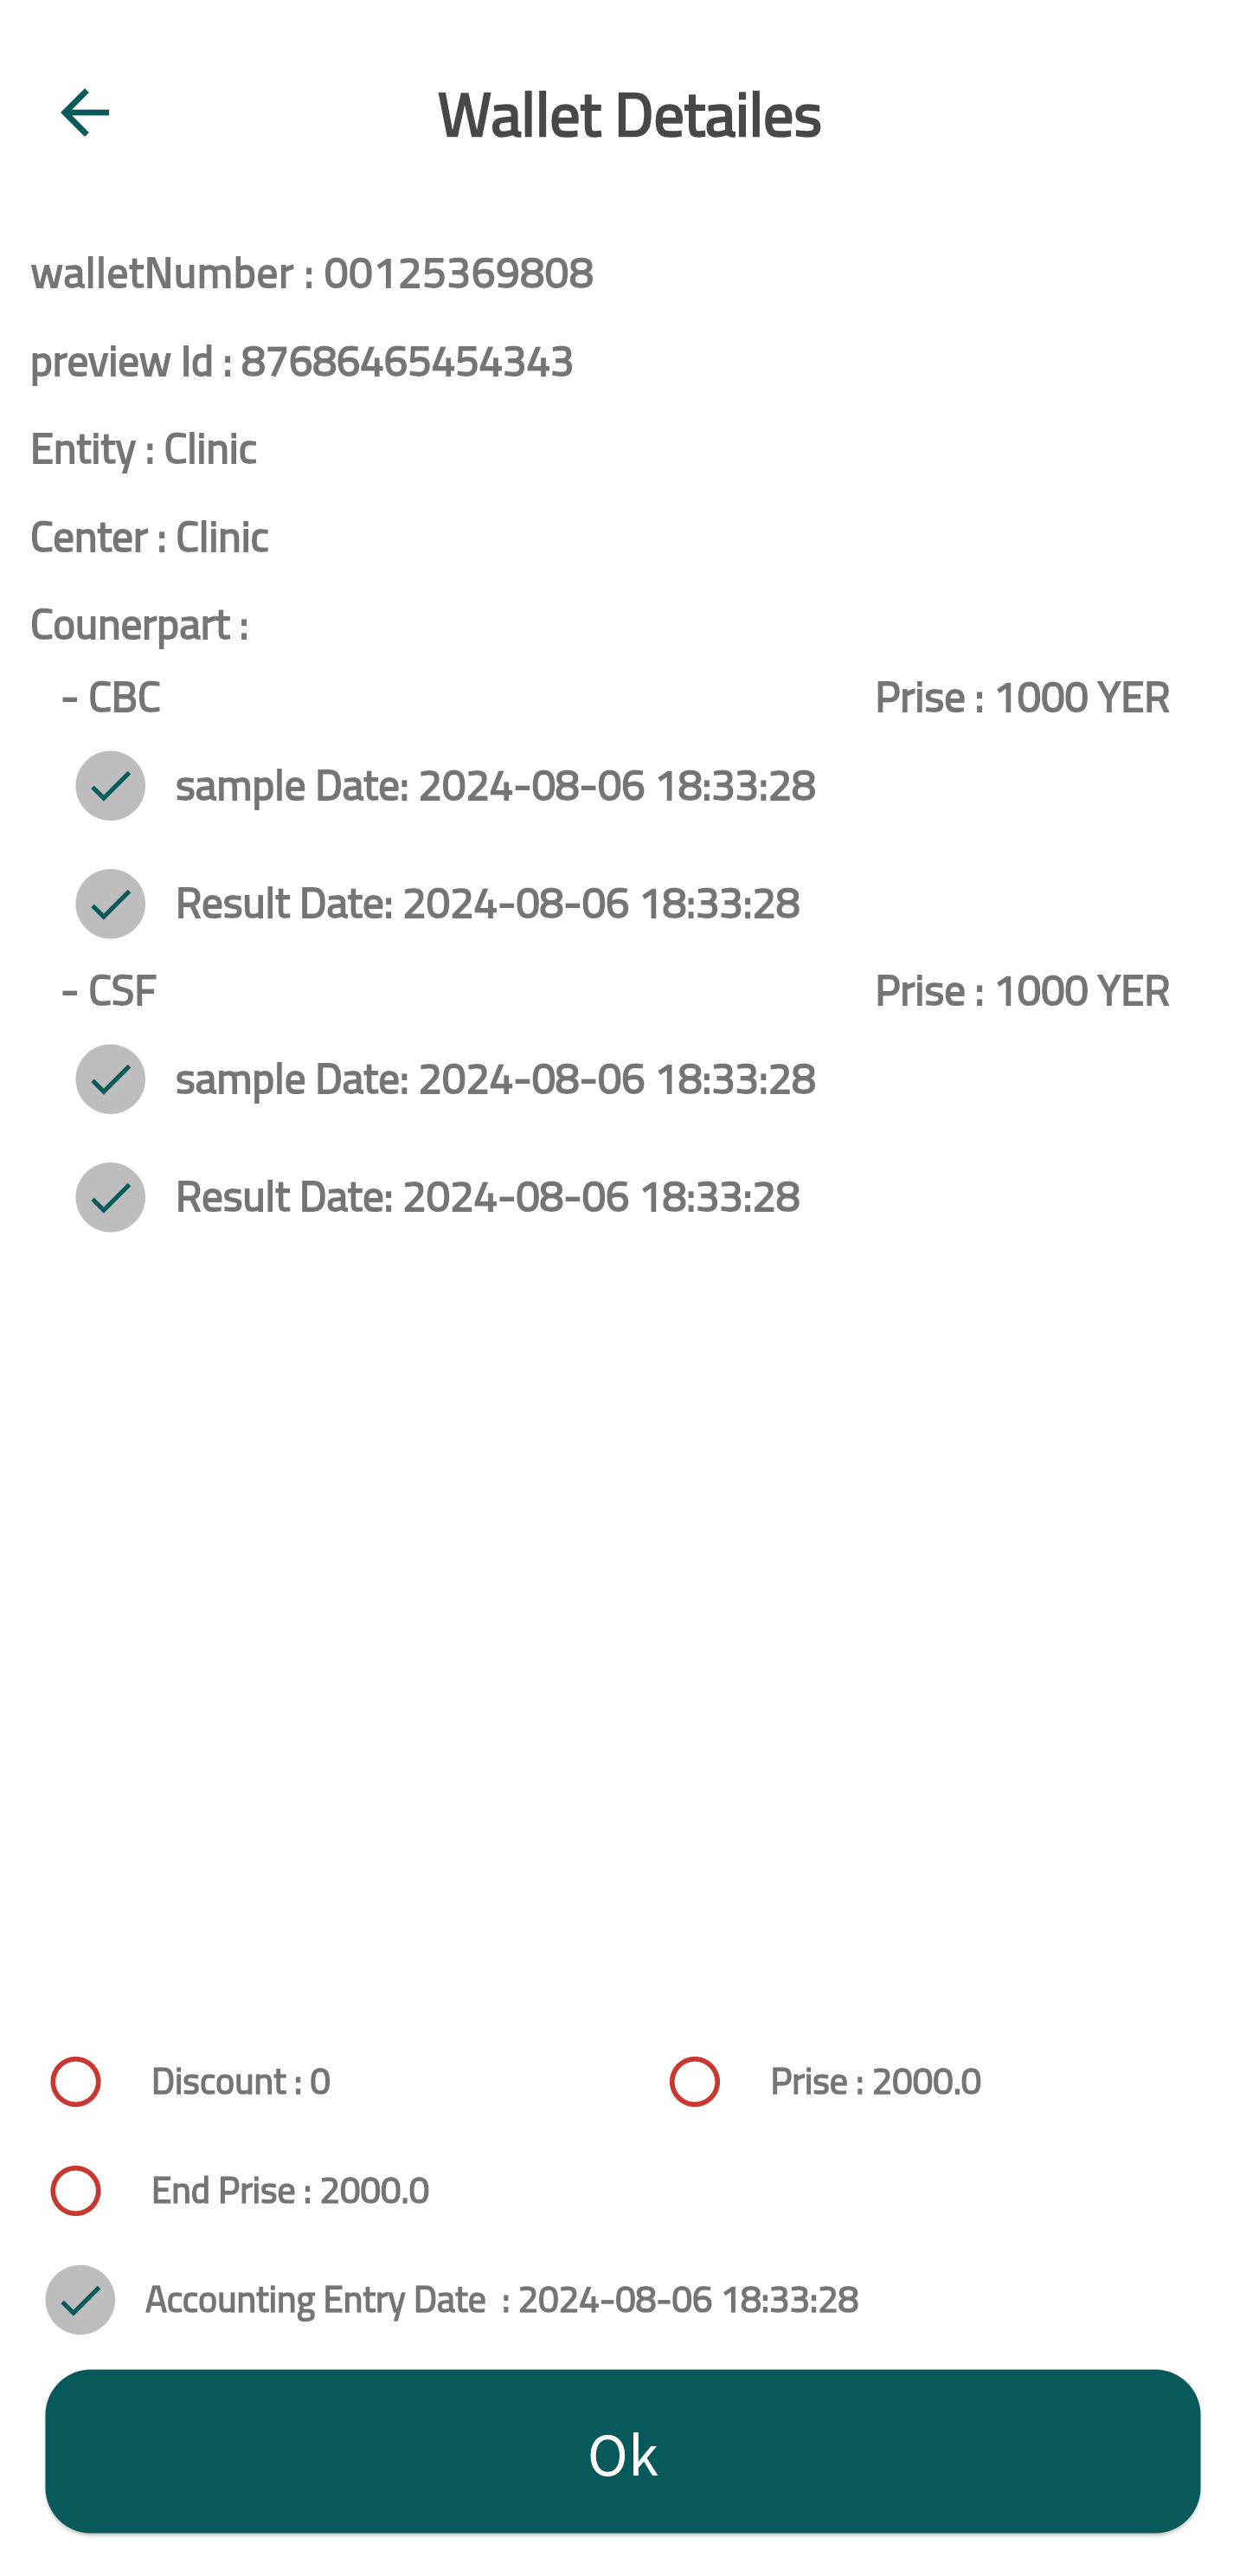 Wallet Detailes
walletNumber : 00125369808
preview Id : 87686465454343
Entity : Clinic
Center : Clinic
Counerpart :
- CBC Prise : 1000 YER
sample Date: 2024-08-06 18:33:28
Result Date: 2024-08-06 18:33:28
- CSF Prise : 1000 YER
sample Date: 2024-08-06 18:33:28
Result Date: 2024-08-06 18:33:28
Discount : 0 Prise : 2000.0
End Prise : 2000.0
Accounting Entry Date  : 2024-08-06 18:33:28
Ok